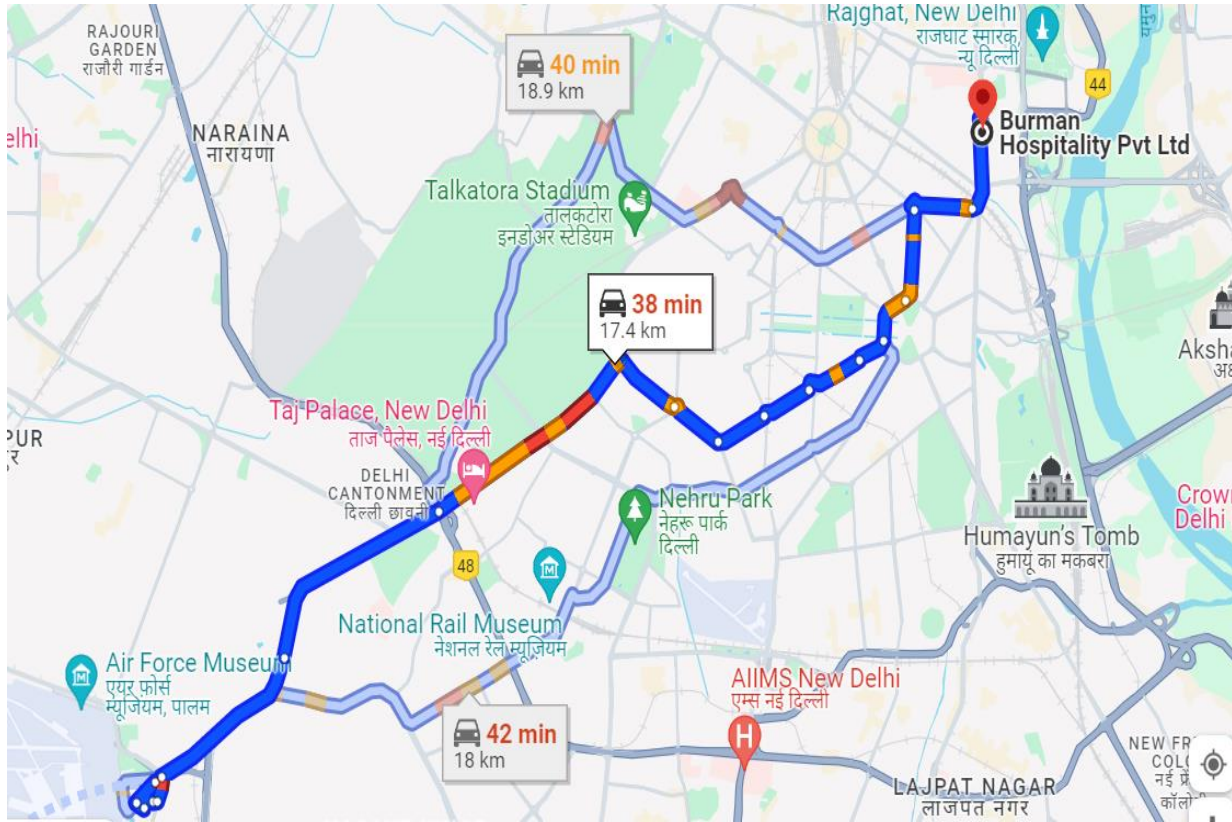 RAJOURI
GARDEN
राजौरी गार्डन
Rajghat, New Delhi
राजघाट स्मारक,
न्यू दिल्ली
40 min
18.9 km
44
NARAINA
नारायणा
elhi
Burman
Hospitality Pvt Ltd
Talkatora Stadium
तालकटोरा
इनडोअर स्टेडियम
38 min
17.4 km
Aksha
Taj Palace, New Delhi
ताज पैलेस, नई दिल्ली
PUR
DELHI
CANTONMENT
दिल्ली छावनी
Nehru Park
नेहरू पार्क
दिल्ली
Crow
Delhi
Humayun's Tomb
हुमायूं का मकबरा
48
National Rail Museum
नेशनल रेल म्यूज़ियम
Air Force Museum
एयर फ़ोर्स
म्यूजियम, पालम
AIIMS New Delhi
एम्स नई दिल्ली
H
42 min
18 km
NEW FR
COLO
नई फ्रें
कॉलो
LAJPAT NAGAR
लाजपत नगर